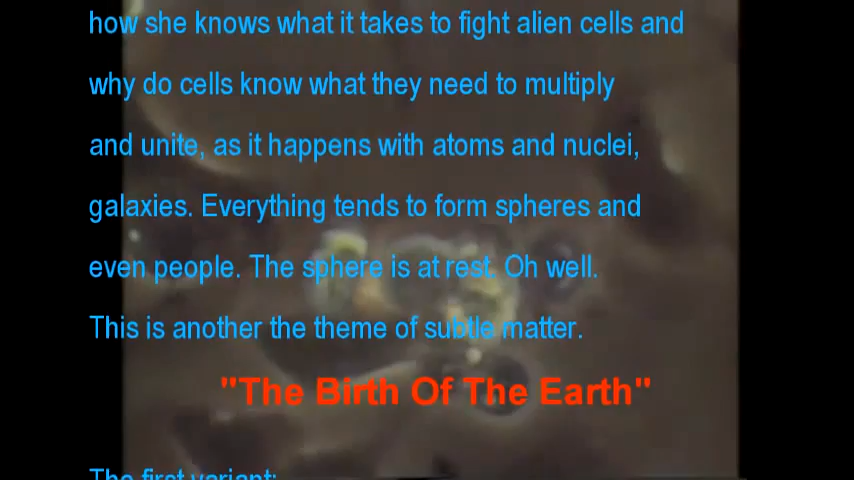 how she knows what it takes to fight alien cells and
why do cells know what they need to multiply
and unite, as it happens with atoms and nuclei,
galaxies. Everything tends to form spheres and
even people. The sphere is at rest. Oh well.
This is another the theme of subtle matter.
"The Birth Of The Earth"
The first variant: